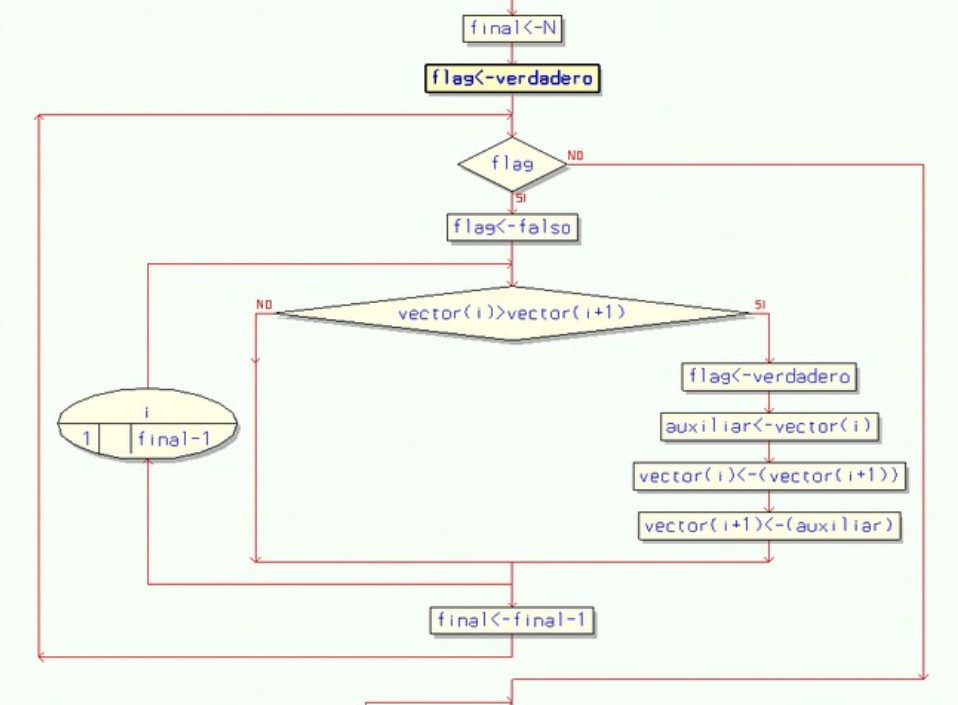 final<-N
flag<-verdadero
flag
NO
SI
flag<-falso
NO
vector(i)>vector(i+1)
SI
flag<-verdadero
i
1
final-1
auxiliar<-vector(i)
vector(i)<-(vector(i+1))
vector(i+1)<-(auxiliar)
final<-final-1